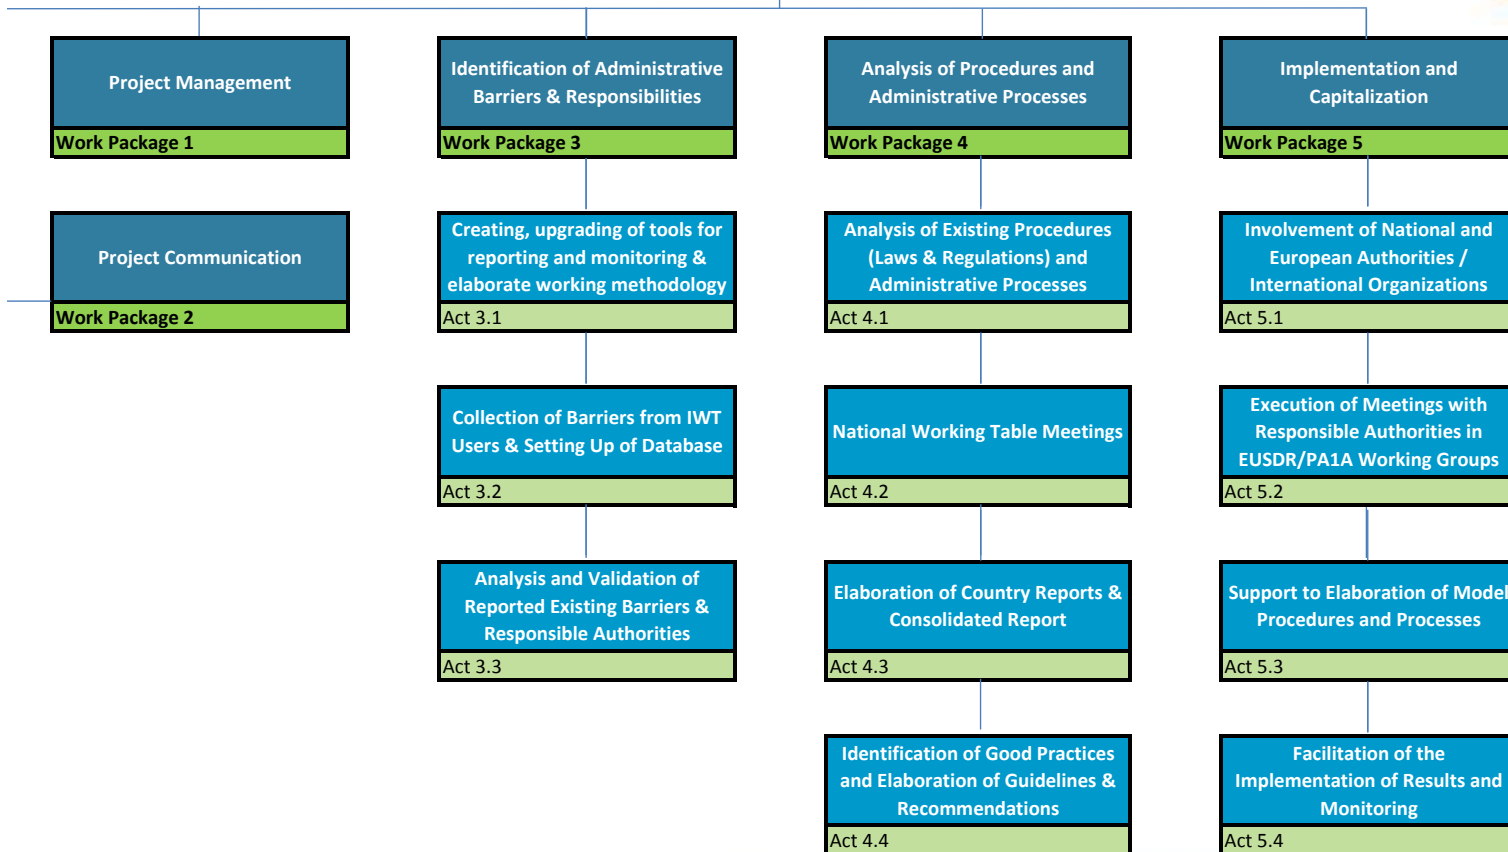 Project Management
Work Package 1
Project Communication
Work Package 2
Identification of Administrative
Barriers & Responsibilities
Work Package 3
Creating, upgrading of tools for
reporting and monitoring &
elaborate working methodology
Act 3.1
Collection of Barriers from IWT
Users & Setting Up of Database
Act 3.2
Analysis and Validation of
Reported Existing Barriers &
Responsible Authorities
Act 3.3
Analysis of Procedures and
Administrative Processes
Work Package 4
Analysis of Existing Procedures
(Laws & Regulations) and
Administrative Processes
Act 4.1
National Working Table Meetings
Act 4.2
Elaboration of Country Reports &
Consolidated Report
Act 4.3
Identification of Good Practices
and Elaboration of Guidelines &
Recommendations
Act 4.4
Implementation and
Capitalization
Work Package 5
Involvement of National and
European Authorities /
International Organizations
Act 5.1
Execution of Meetings with
Responsible Authorities in
EUSDR/PA1A Working Groups
Act 5.2
Support to Elaboration of Model
Procedures and Processes
Act 5.3
Facilitation of the
Implementation of Results and
Monitoring
Act 5.4